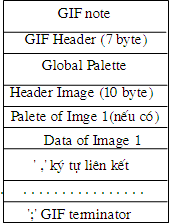 GIF note
GIF Header (7 byte)
Global Palette
Header Image (10 byte)
Palete of Imge 1(nếu có)
Data of Image 1
',' ký tự liên kết
. . . . . . . . . . . . . . . .
';' GIF terminator